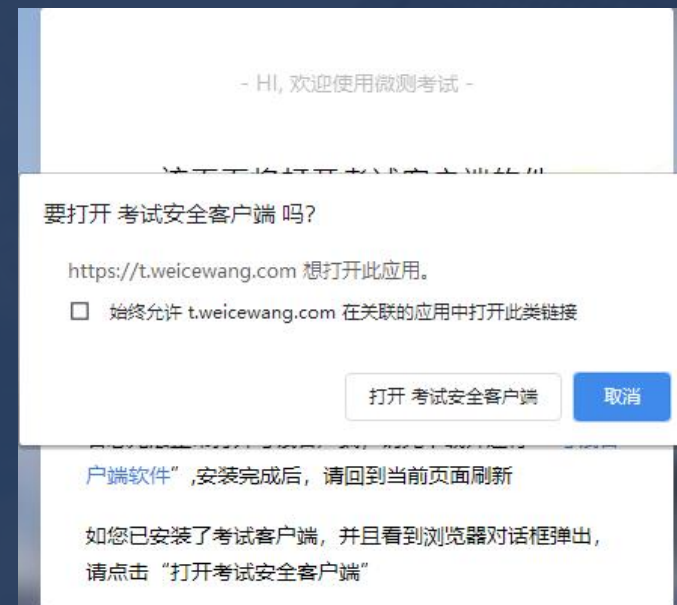 - HI, 欢迎使用微测考试 -
要打开 考试安全客户端 吗?
https://t.weicewang.com 想打开此应用。
始终允许 t.weicewang.com 在关联的应用中打开此类链接
打开 考试安全客户端
取消
户端软件”,安装完成后，请回到当前页面刷新
如您已安装了考试客户端，并且看到浏览器对话框弹出，
请点击“打开考试安全客户端”